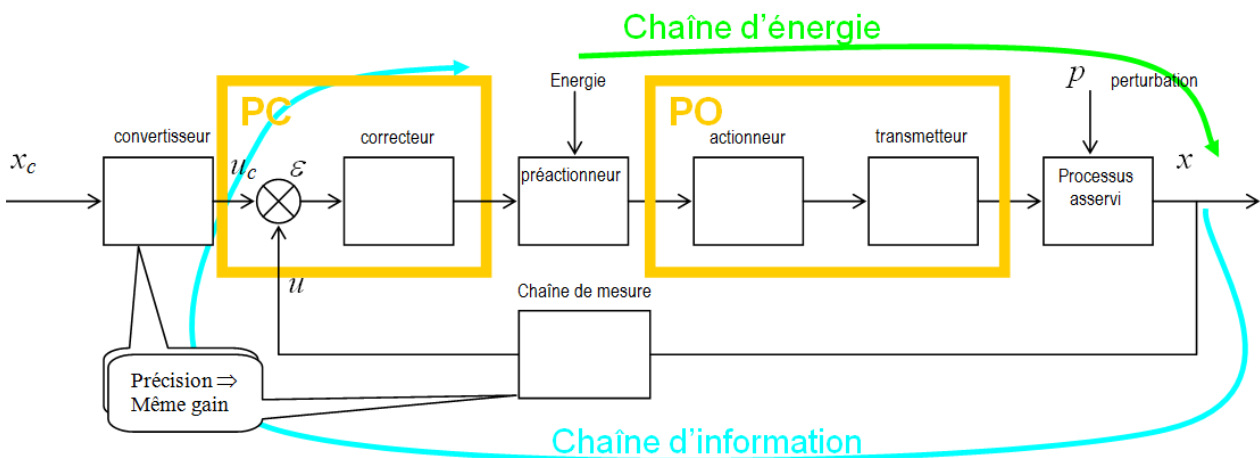 Chaîne d'énergie
PC
Energie
PO
p perturbation
convertisseur
correcteur
actionneur
transmetteur
x_c
u_c
ε
préactionneur
Processus
asservi
x
u
Chaîne de mesure
Précision ⇒
Même gain
Chaîne d'information